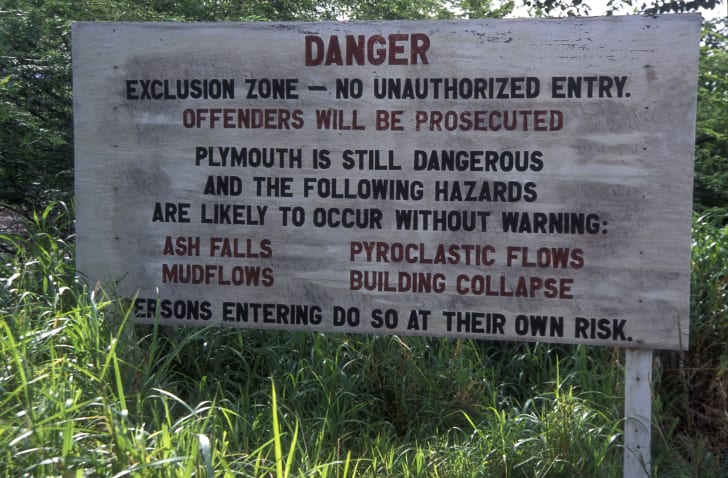 DANGER
EXCLUSION ZONE – NO UNAUTHORIZED ENTRY.
OFFENDERS WILL BE PROSECUTED
PLYMOUTH IS STILL DANGEROUS
AND THE FOLLOWING HAZARDS
ARE LIKELY TO OCCUR WITHOUT WARNING:
ASH FALLS PYROCLASTIC FLOWS
MUDFLOWS BUILDING COLLAPSE
ERSONS ENTERING DO SO AT THEIR OWN RISK.